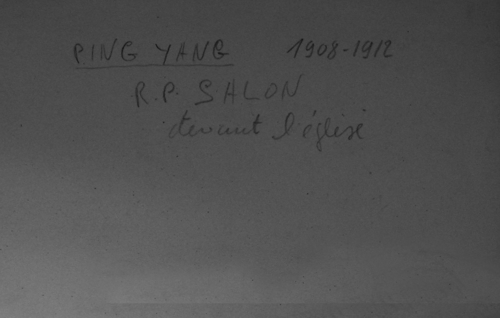 PING YANG 1908-1912
R.P. SALON
devant l'église